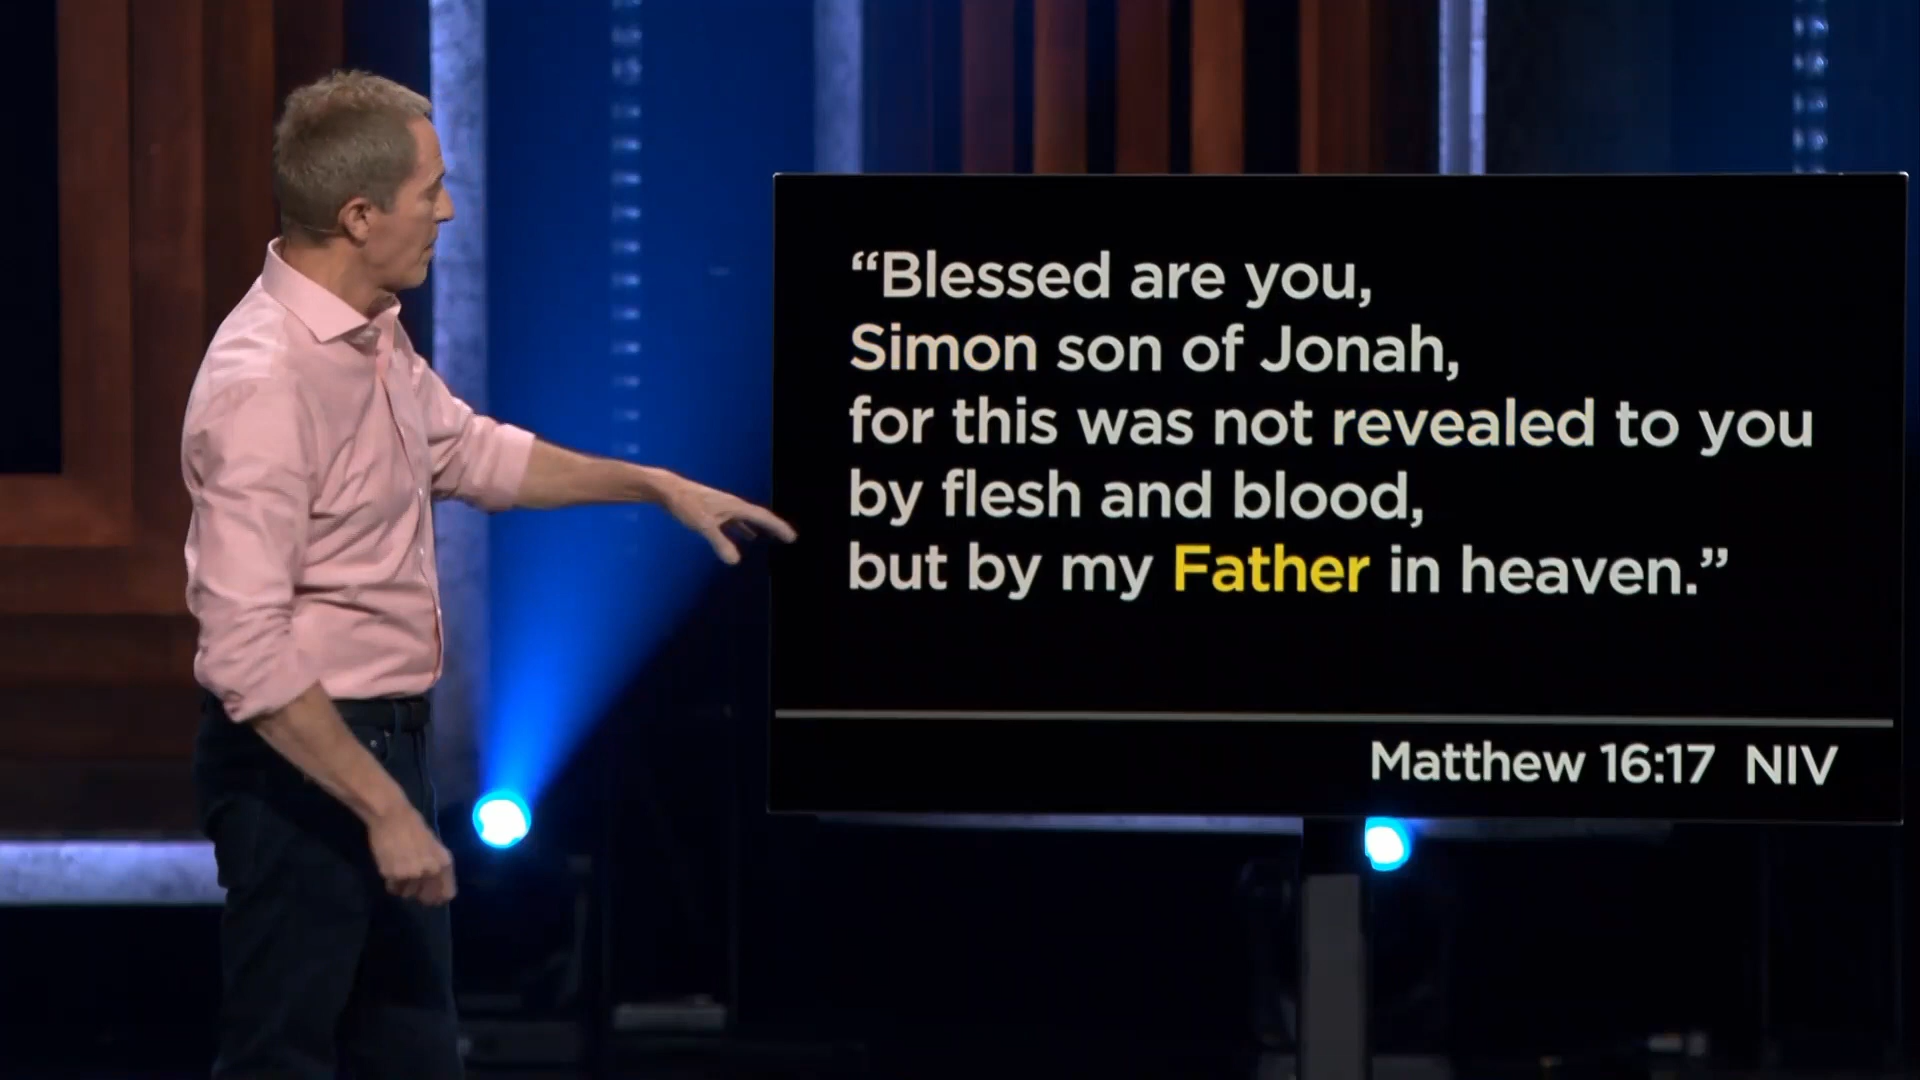 “Blessed are you,
Simon son of Jonah,
for this was not revealed to you
by flesh and blood,
but by my Father in heaven.”
Matthew 16:17 NIV